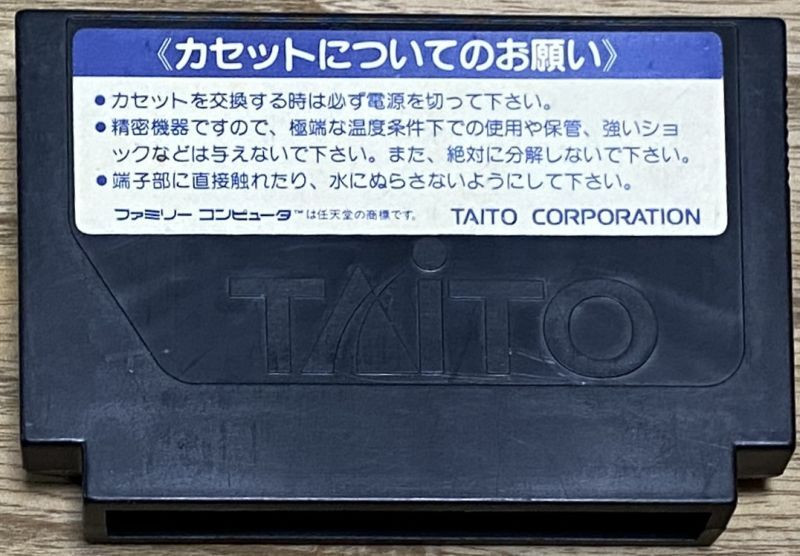 《カセットについてのお願い》
●カセットを交換する時は必ず電源を切って下さい。
●精密機器ですので、極端な温度条件下での使用や保管、強いショ
ックなどは与えないで下さい。また、絶対に分解しないで下さい。
●端子部に直接触れたり、水にぬらさないようにして下さい。
ファミリー コンピュータ™は任天堂の商標です。 TAITO CORPORATION
TAITO